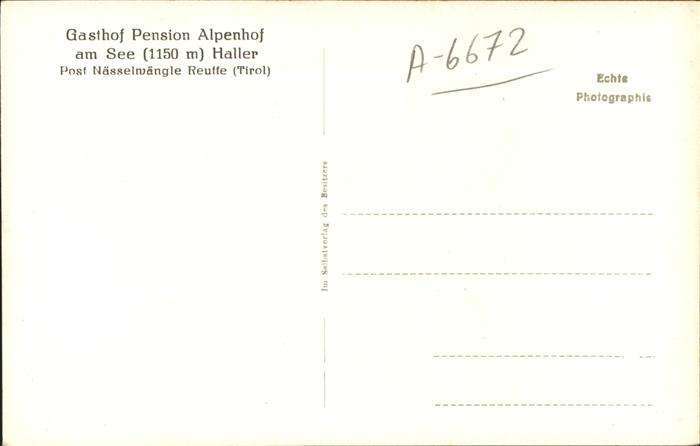 Gasthof Pension Alpenhof
am See (1150 m) Haller
Post Nässelwängle Reutte (Tirol)
A-6672
Echte
Photographie
Im Selbstverlag des Besitzers